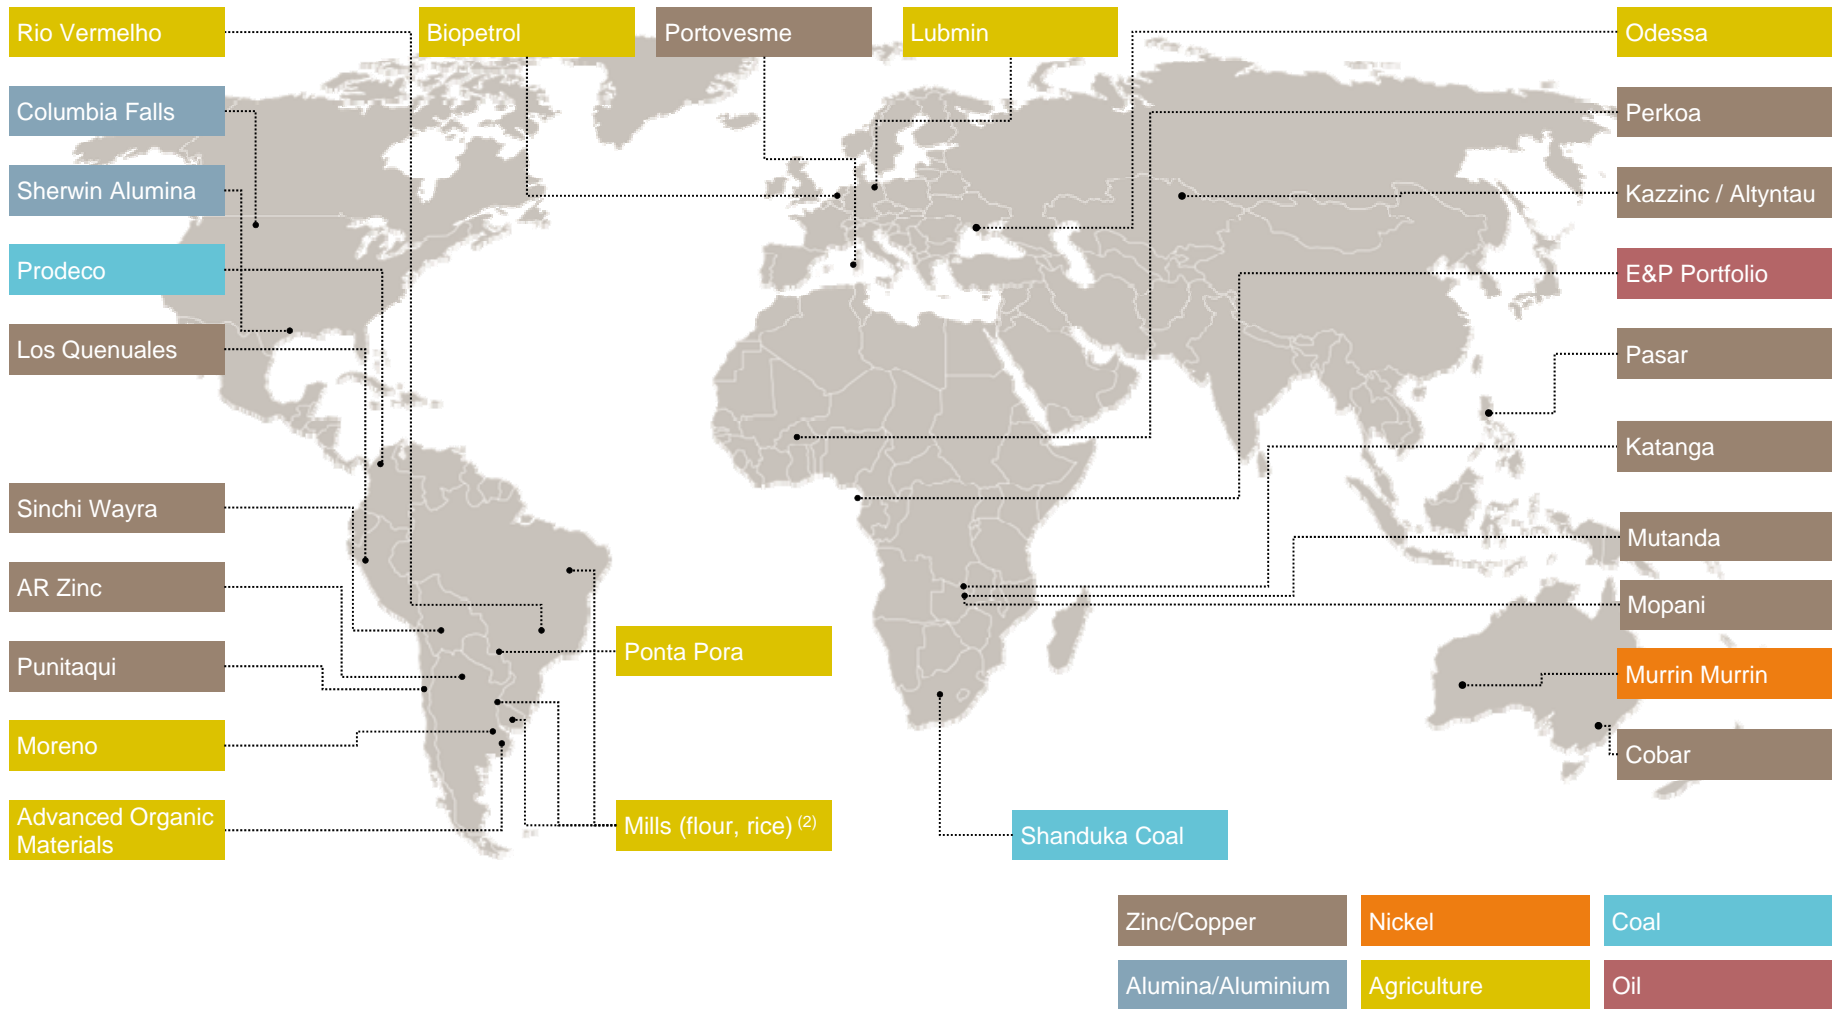 Rio Vermelho
Biopetrol
Portovesme
Lubmin
Odessa
Columbia Falls
Perkoa
Sherwin Alumina
Kazzinc / Altyntau
Prodeco
E&P Portfolio
Los Quenuales
Pasar
Katanga
Sinchi Wayra
Mutanda
AR Zinc
Mopani
Punitaqui
Ponta Pora
Murrin Murrin
Moreno
Cobar
Advanced Organic
Materials
Mills (flour, rice) (2)
Shanduka Coal
Zinc/Copper
Nickel
Coal
Alumina/Aluminium
Agriculture
Oil